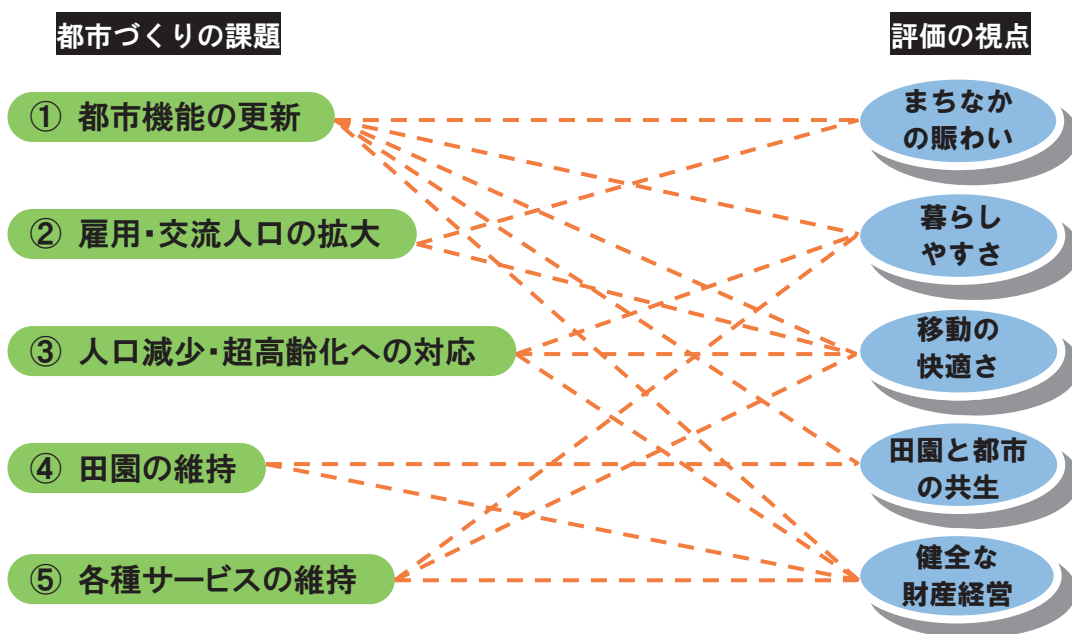 都市づくりの課題
評価の視点
① 都市機能の更新
② 雇用・交流人口の拡大
③ 人口減少・超高齢化への対応
④ 田園の維持
⑤ 各種サービスの維持
まちなか
の賑わい
暮らし
やすさ
移動の
快適さ
田園と都市
の共生
健全な
財産経営